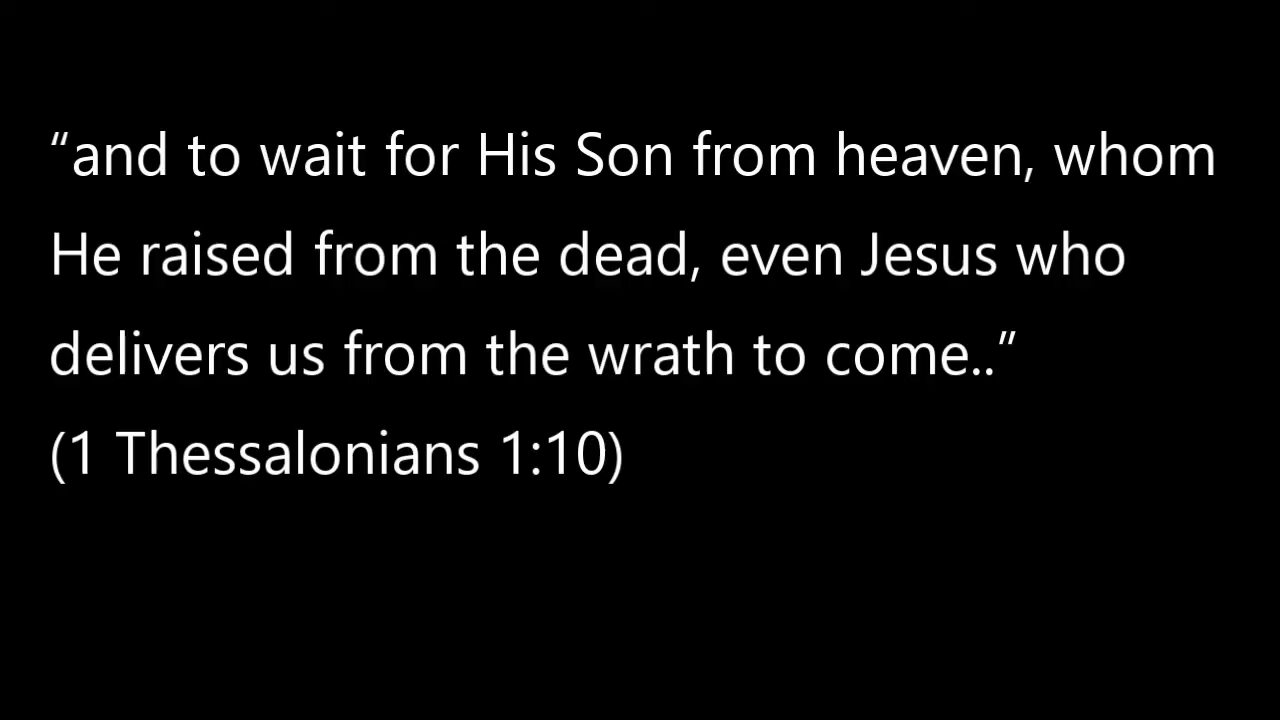 “and to wait for His Son from heaven, whom
He raised from the dead, even Jesus who
delivers us from the wrath to come..”
(1 Thessalonians 1:10)